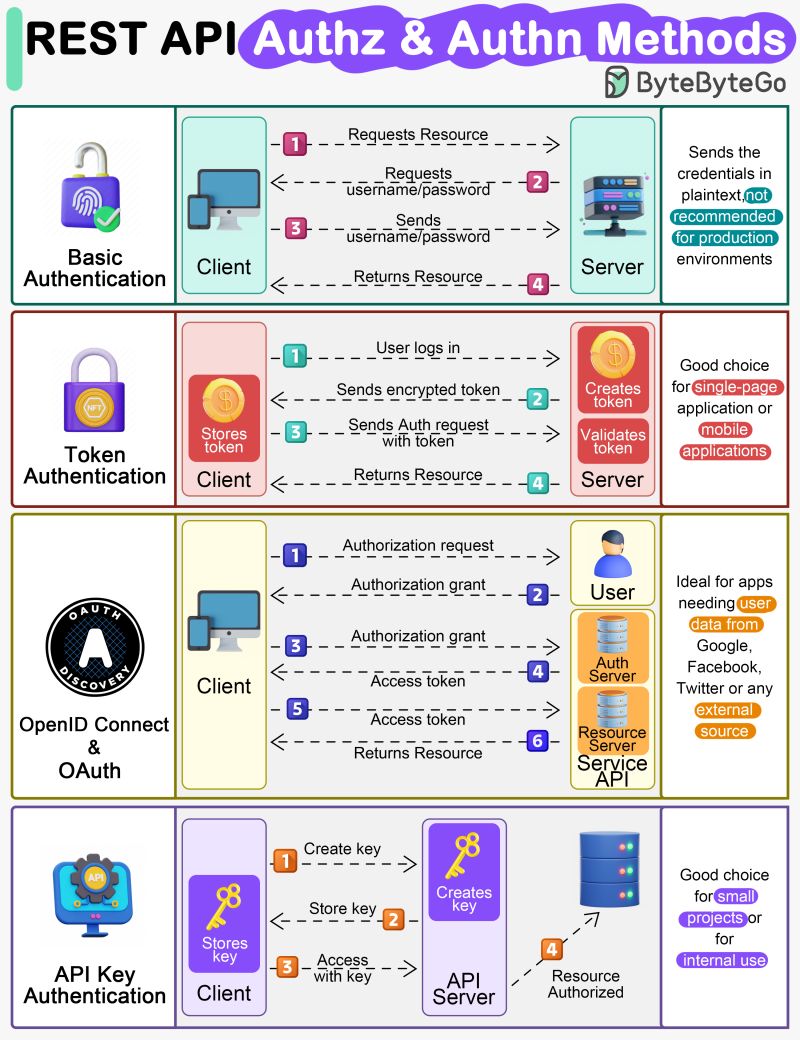 REST API Authz & Authn Methods
ByteByteGo
Basic
Authentication
Client
1
Requests Resource
Requests
username/password
2
3
Sends
username/password
Returns Resource
4
Server
Sends the
credentials in
plaintext,not
recommended
for production
environments
Token
Authentication
NFT
Stores
token
Client
1
User logs in
Sends encrypted token
2
3
Sends Auth reguest
with token
Returns Resource
4
Creates
token
Validates
token
Server
Good choice
for single-page
application or
mobile
applications
OAUTH
A
DISCOVERY
OpenID Connect
&
OAuth
Client
1
Authorization request
Authorization grant
2
3
Authorization grant
4
Access token
5
Access token
6
Returns Resource
User
Auth
Server
Resource
Server
Service
API
Ideal for apps
needing user
data from
Google,
Facebook,
Twitter or any
external
source
API
API Key
Authentication
Stores
key
Client
1
Create key
Store key
2
3
Access
with key
Creates
key
API
Server
4
Resource
Authorized
Good choice
for small
projects or
for
internal use